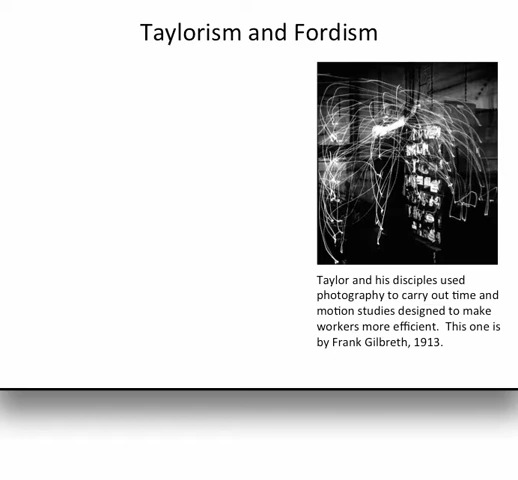 Taylorism and Fordism
Taylor and his disciples used
photography to carry out time and
motion studies designed to make
workers more efficient.  This one is
by Frank Gilbreth, 1913.